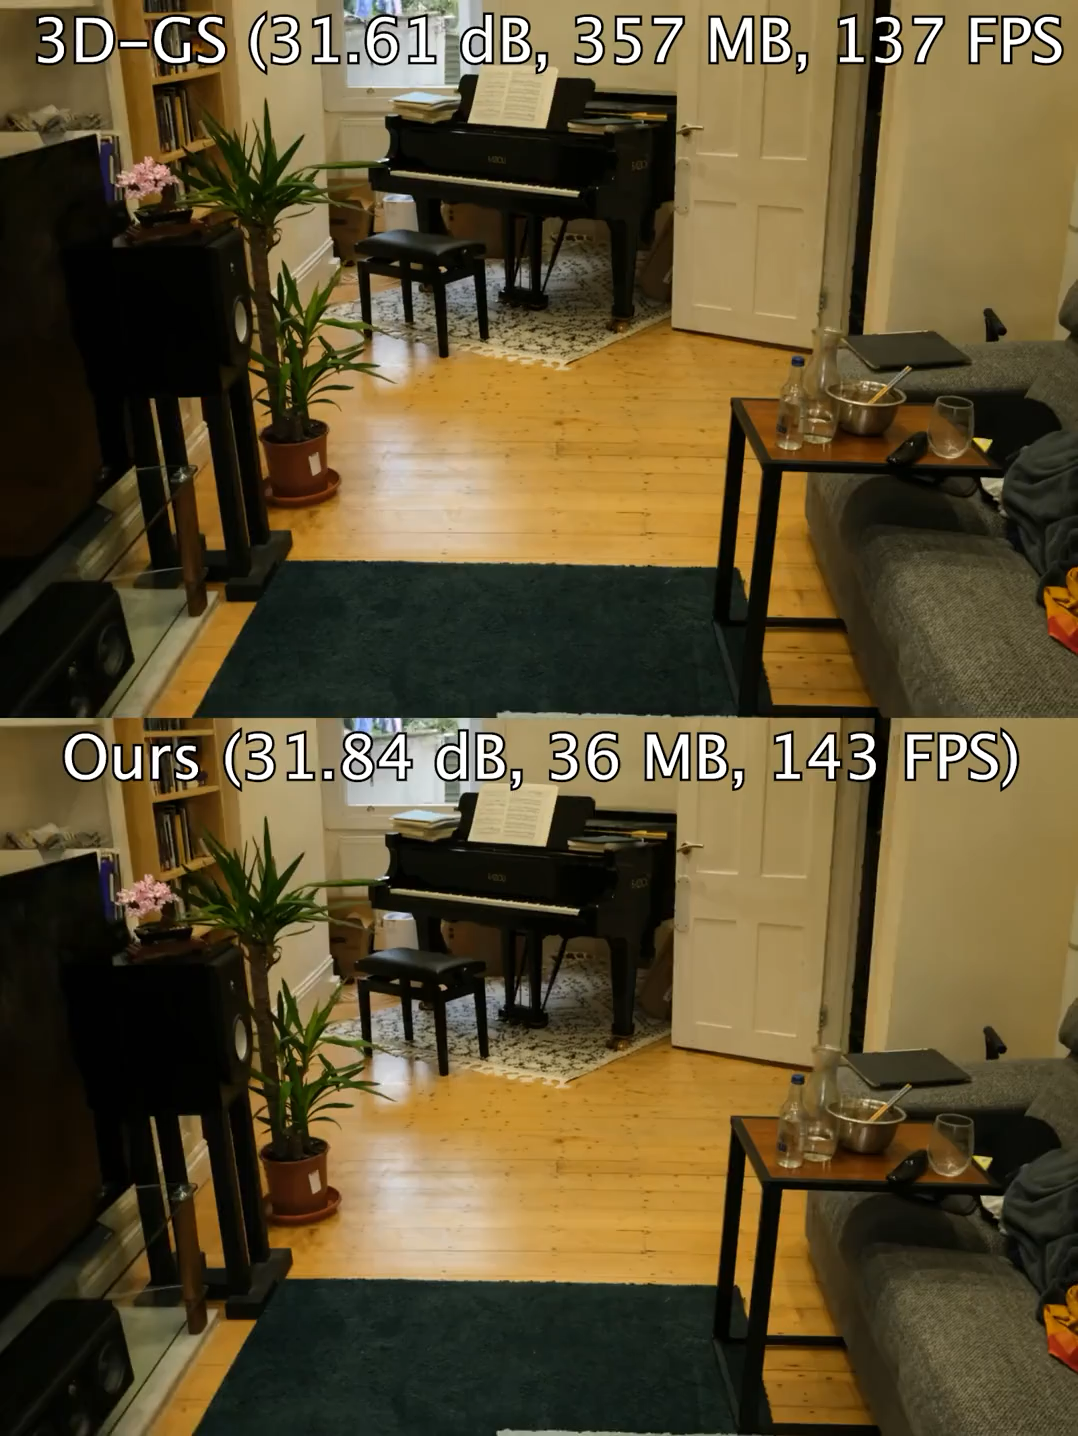 3D-GS (31.61 dB, 357 MB, 137 FPS
Ours (31.84 dB, 36 MB, 143 FPS)